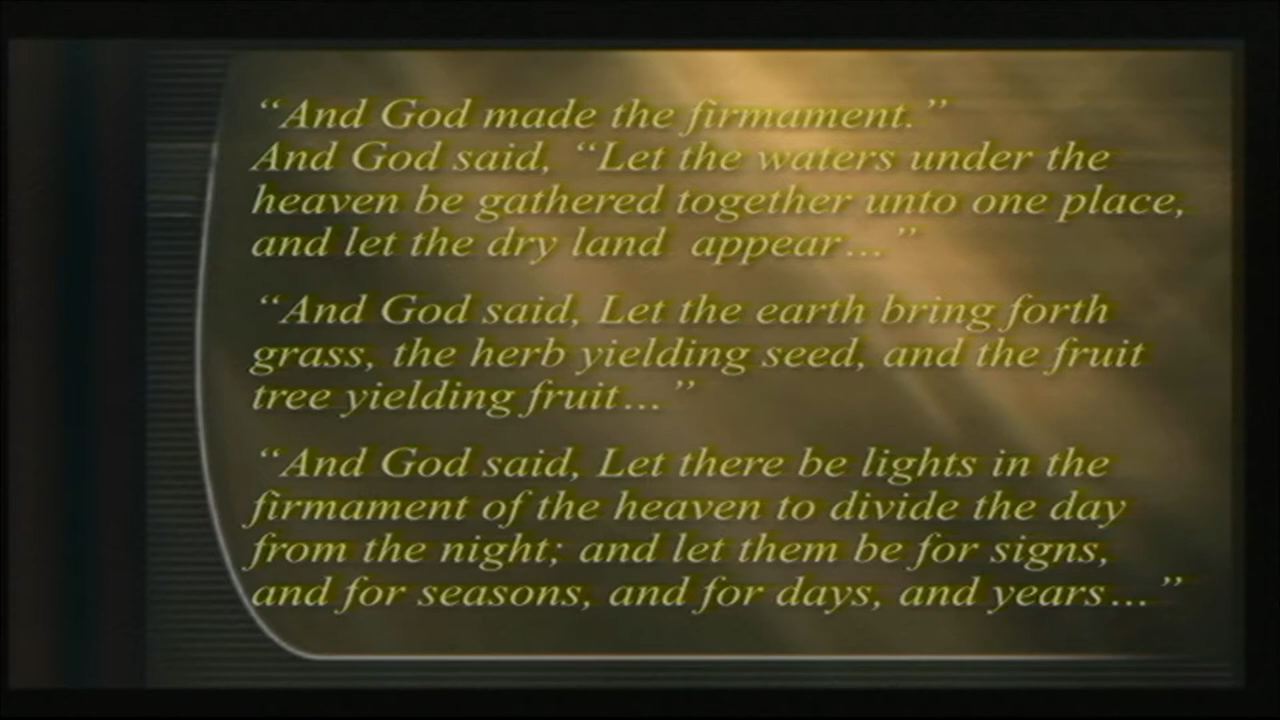 “And God made the firmament.”
And God said, “Let the waters under the
heaven be gathered together unto one place,
and let the dry land appear...”
“And God said, Let the earth bring forth
grass, the herb yielding seed, and the fruit
tree yielding fruit...”
“And God said, Let there be lights in the
firmament of the heaven to divide the day
from the night; and let them be for signs,
and for seasons, and for days, and years...”